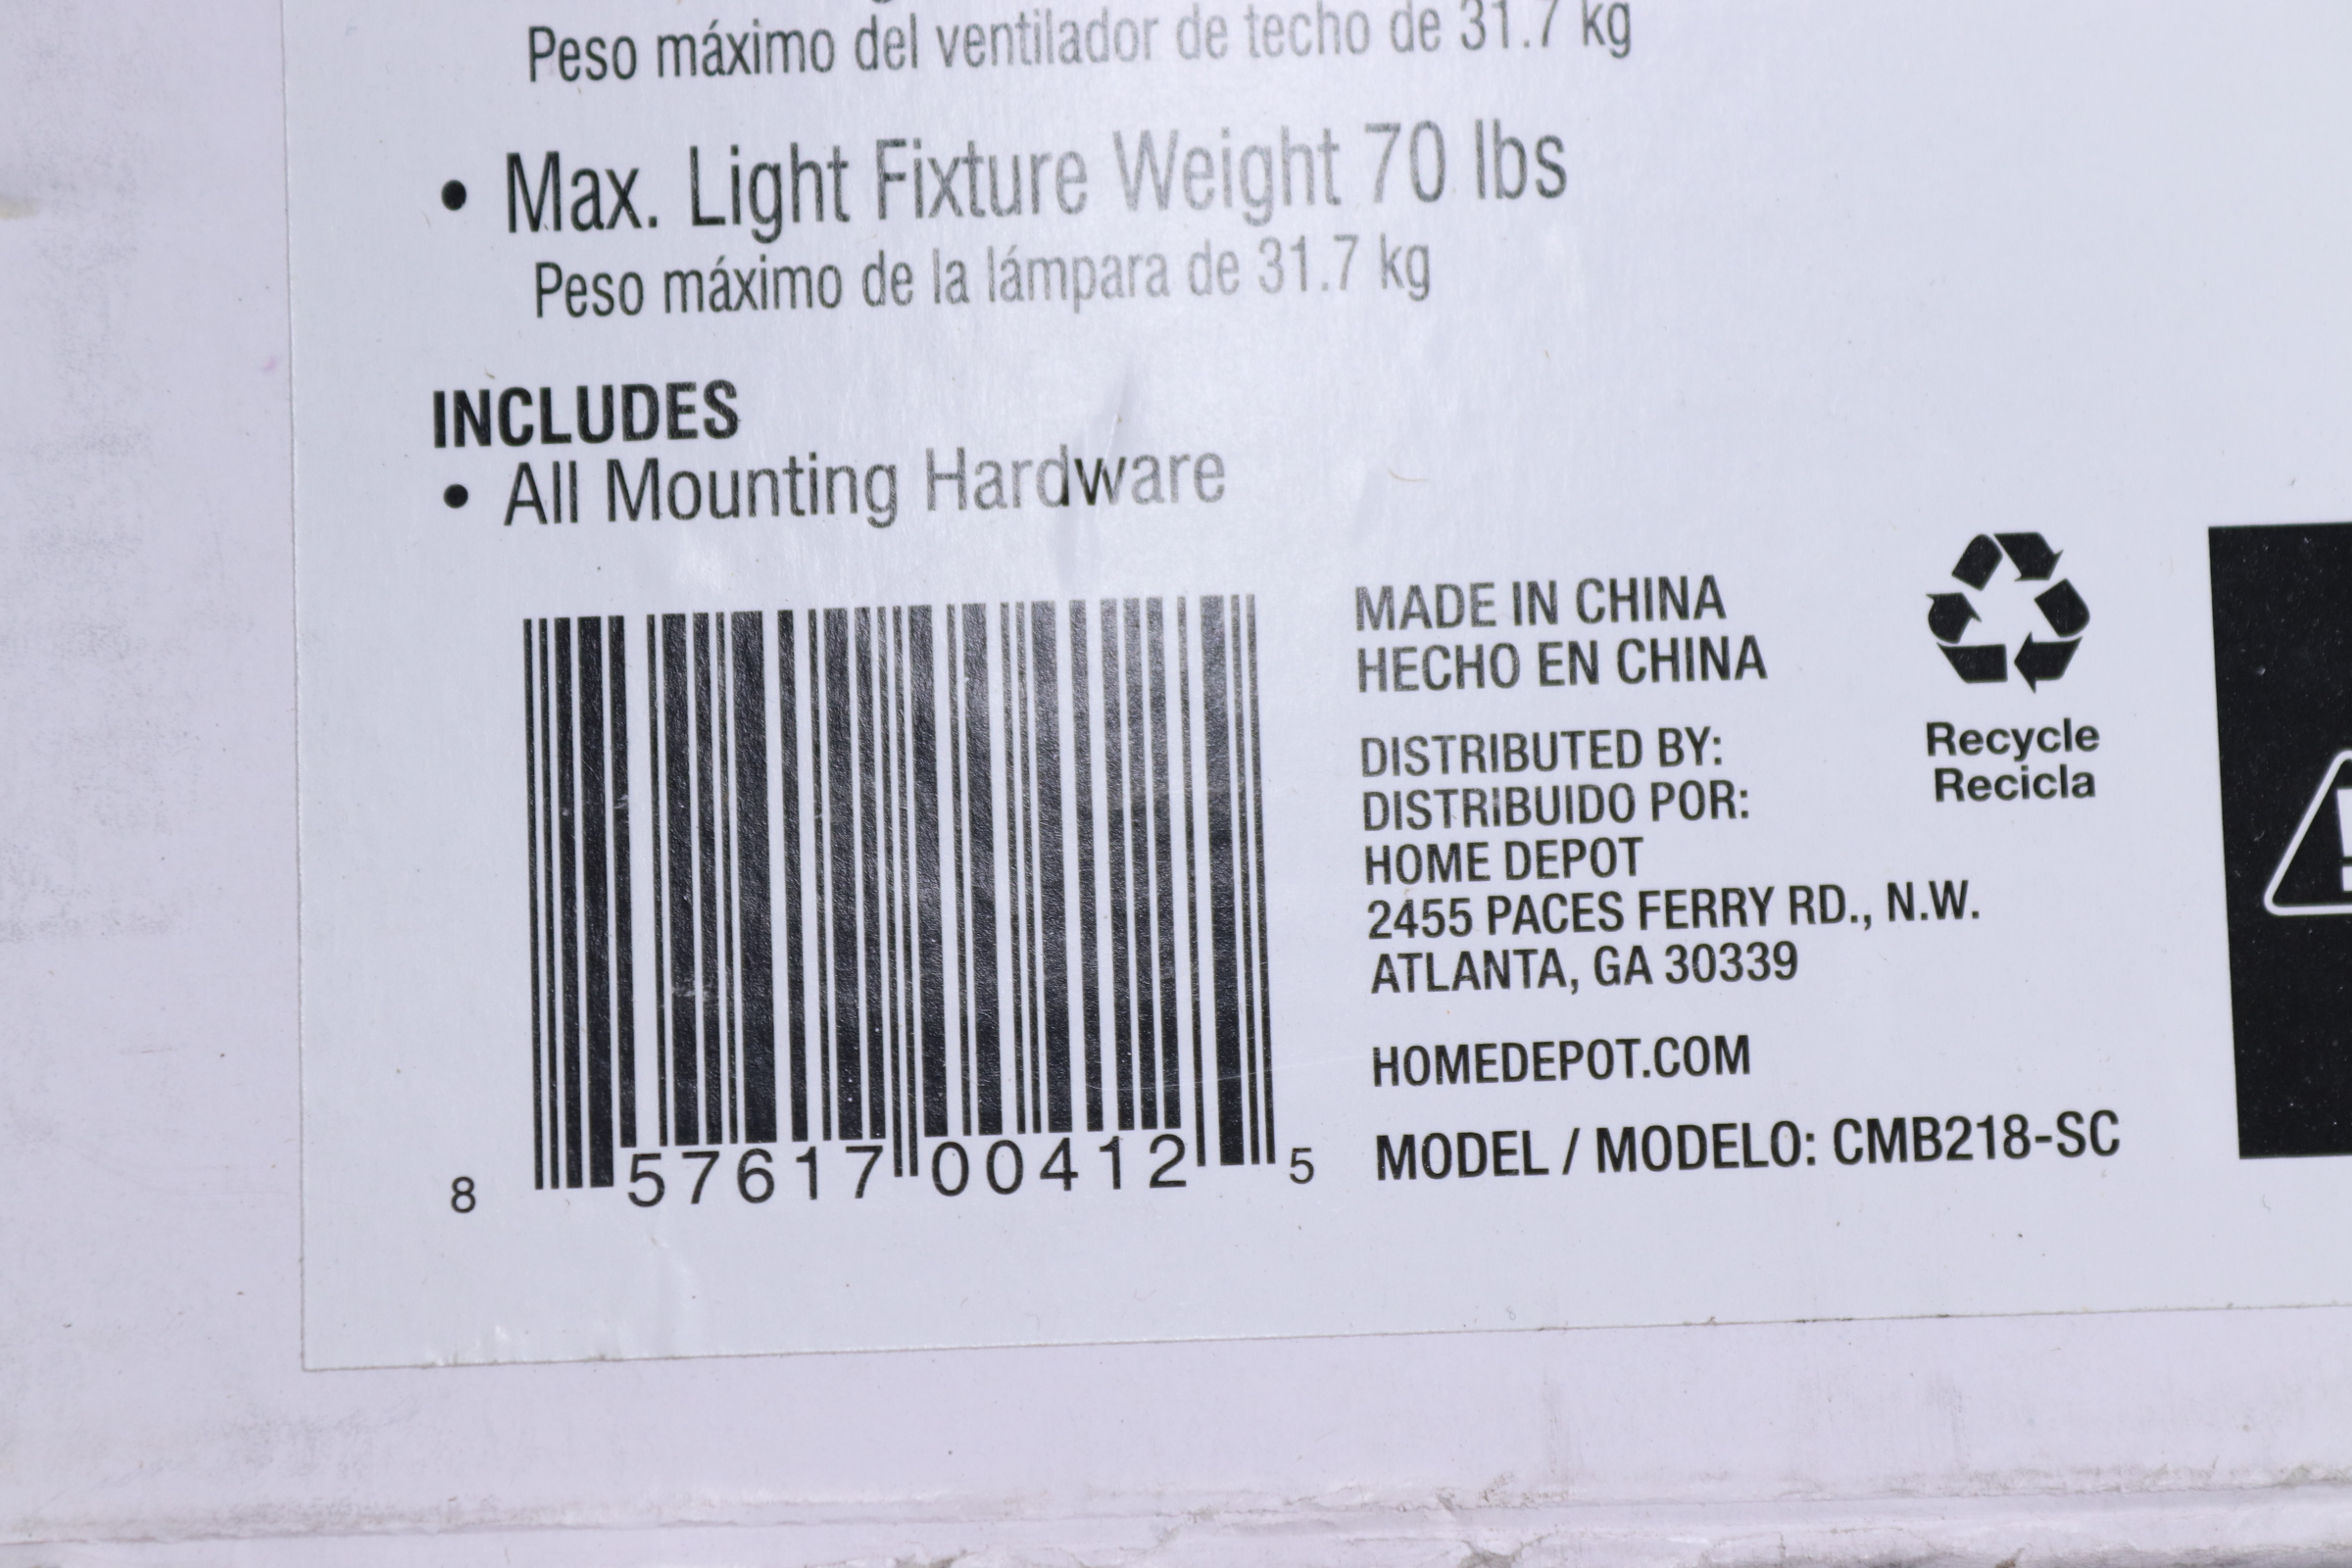 Peso máximo del ventilador de techo de 31.7 kg
• Max. Light Fixture Weight 70 lbs
Peso máximo de la lámpara de 31.7 kg
INCLUDES
• All Mounting Hardware
8 57617 00412 5
MADE IN CHINA
HECHO EN CHINA
DISTRIBUTED BY:
DISTRIBUIDO POR:
HOME DEPOT
2455 PACES FERRY RD., N.W.
ATLANTA, GA 30339
HOMEDEPOT.COM
MODEL / MODELO: CMB218-SC
Recycle
Recicla